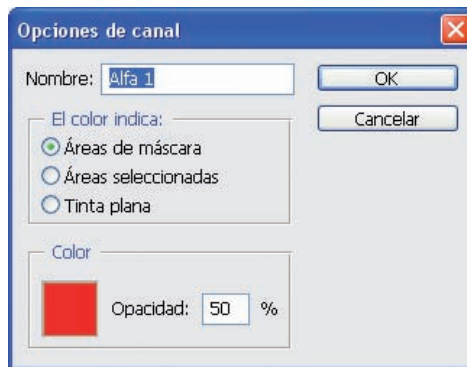 Opciones de canal
Nombre: Alfa 1
OK
Cancelar
El color indica:
Áreas de máscara
Áreas seleccionadas
Tinta plana
Color
Opacidad: 50 %